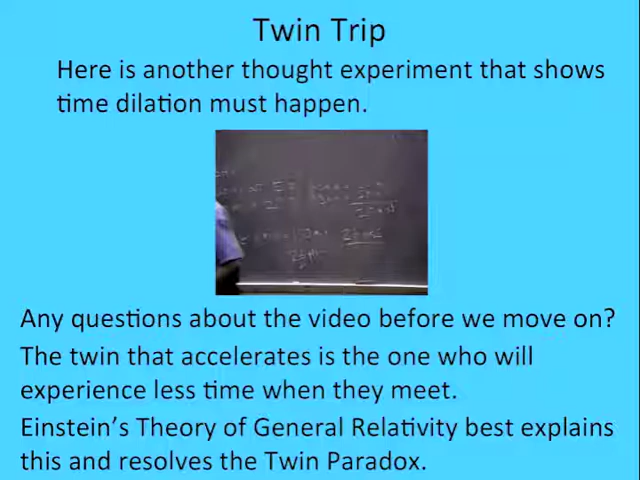 Twin Trip
Here is another thought experiment that shows
time dilation must happen.
Any questions about the video before we move on?
The twin that accelerates is the one who will
experience less time when they meet.
Einstein’s Theory of General Relativity best explains
this and resolves the Twin Paradox.